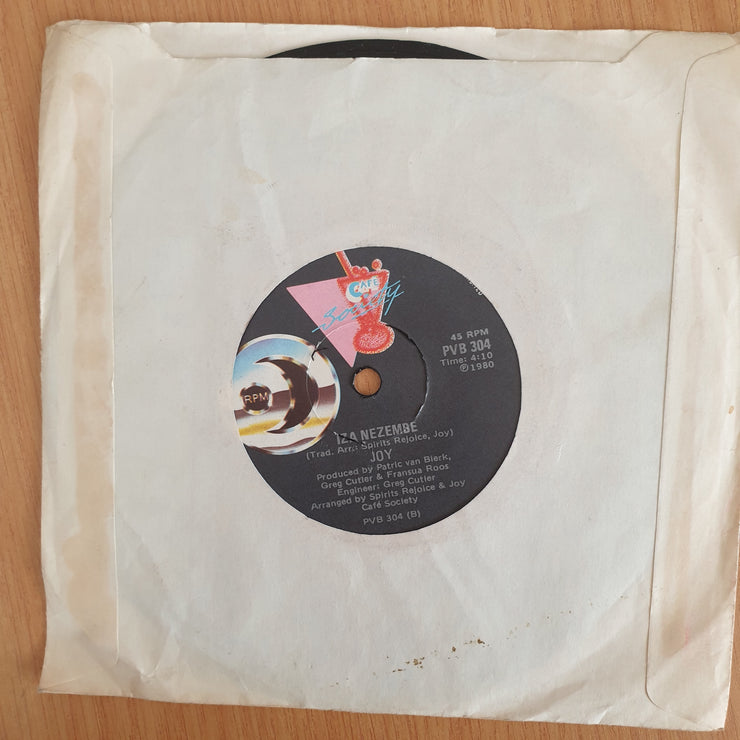 CAFÉ
Society
RPM
45 RPM
PVB 304
Time: 4:10
℗ 1980
IZA NEZEMBE
(Trad. Arr.: Spirits Rejoice, Joy)
JOY
Produced by Patric van Blerk,
Greg Cutler & Fransua Roos
Engineer: Greg Cutler
Arranged by Spirits Rejoice & Joy
Café Society
PVB 304 (B)